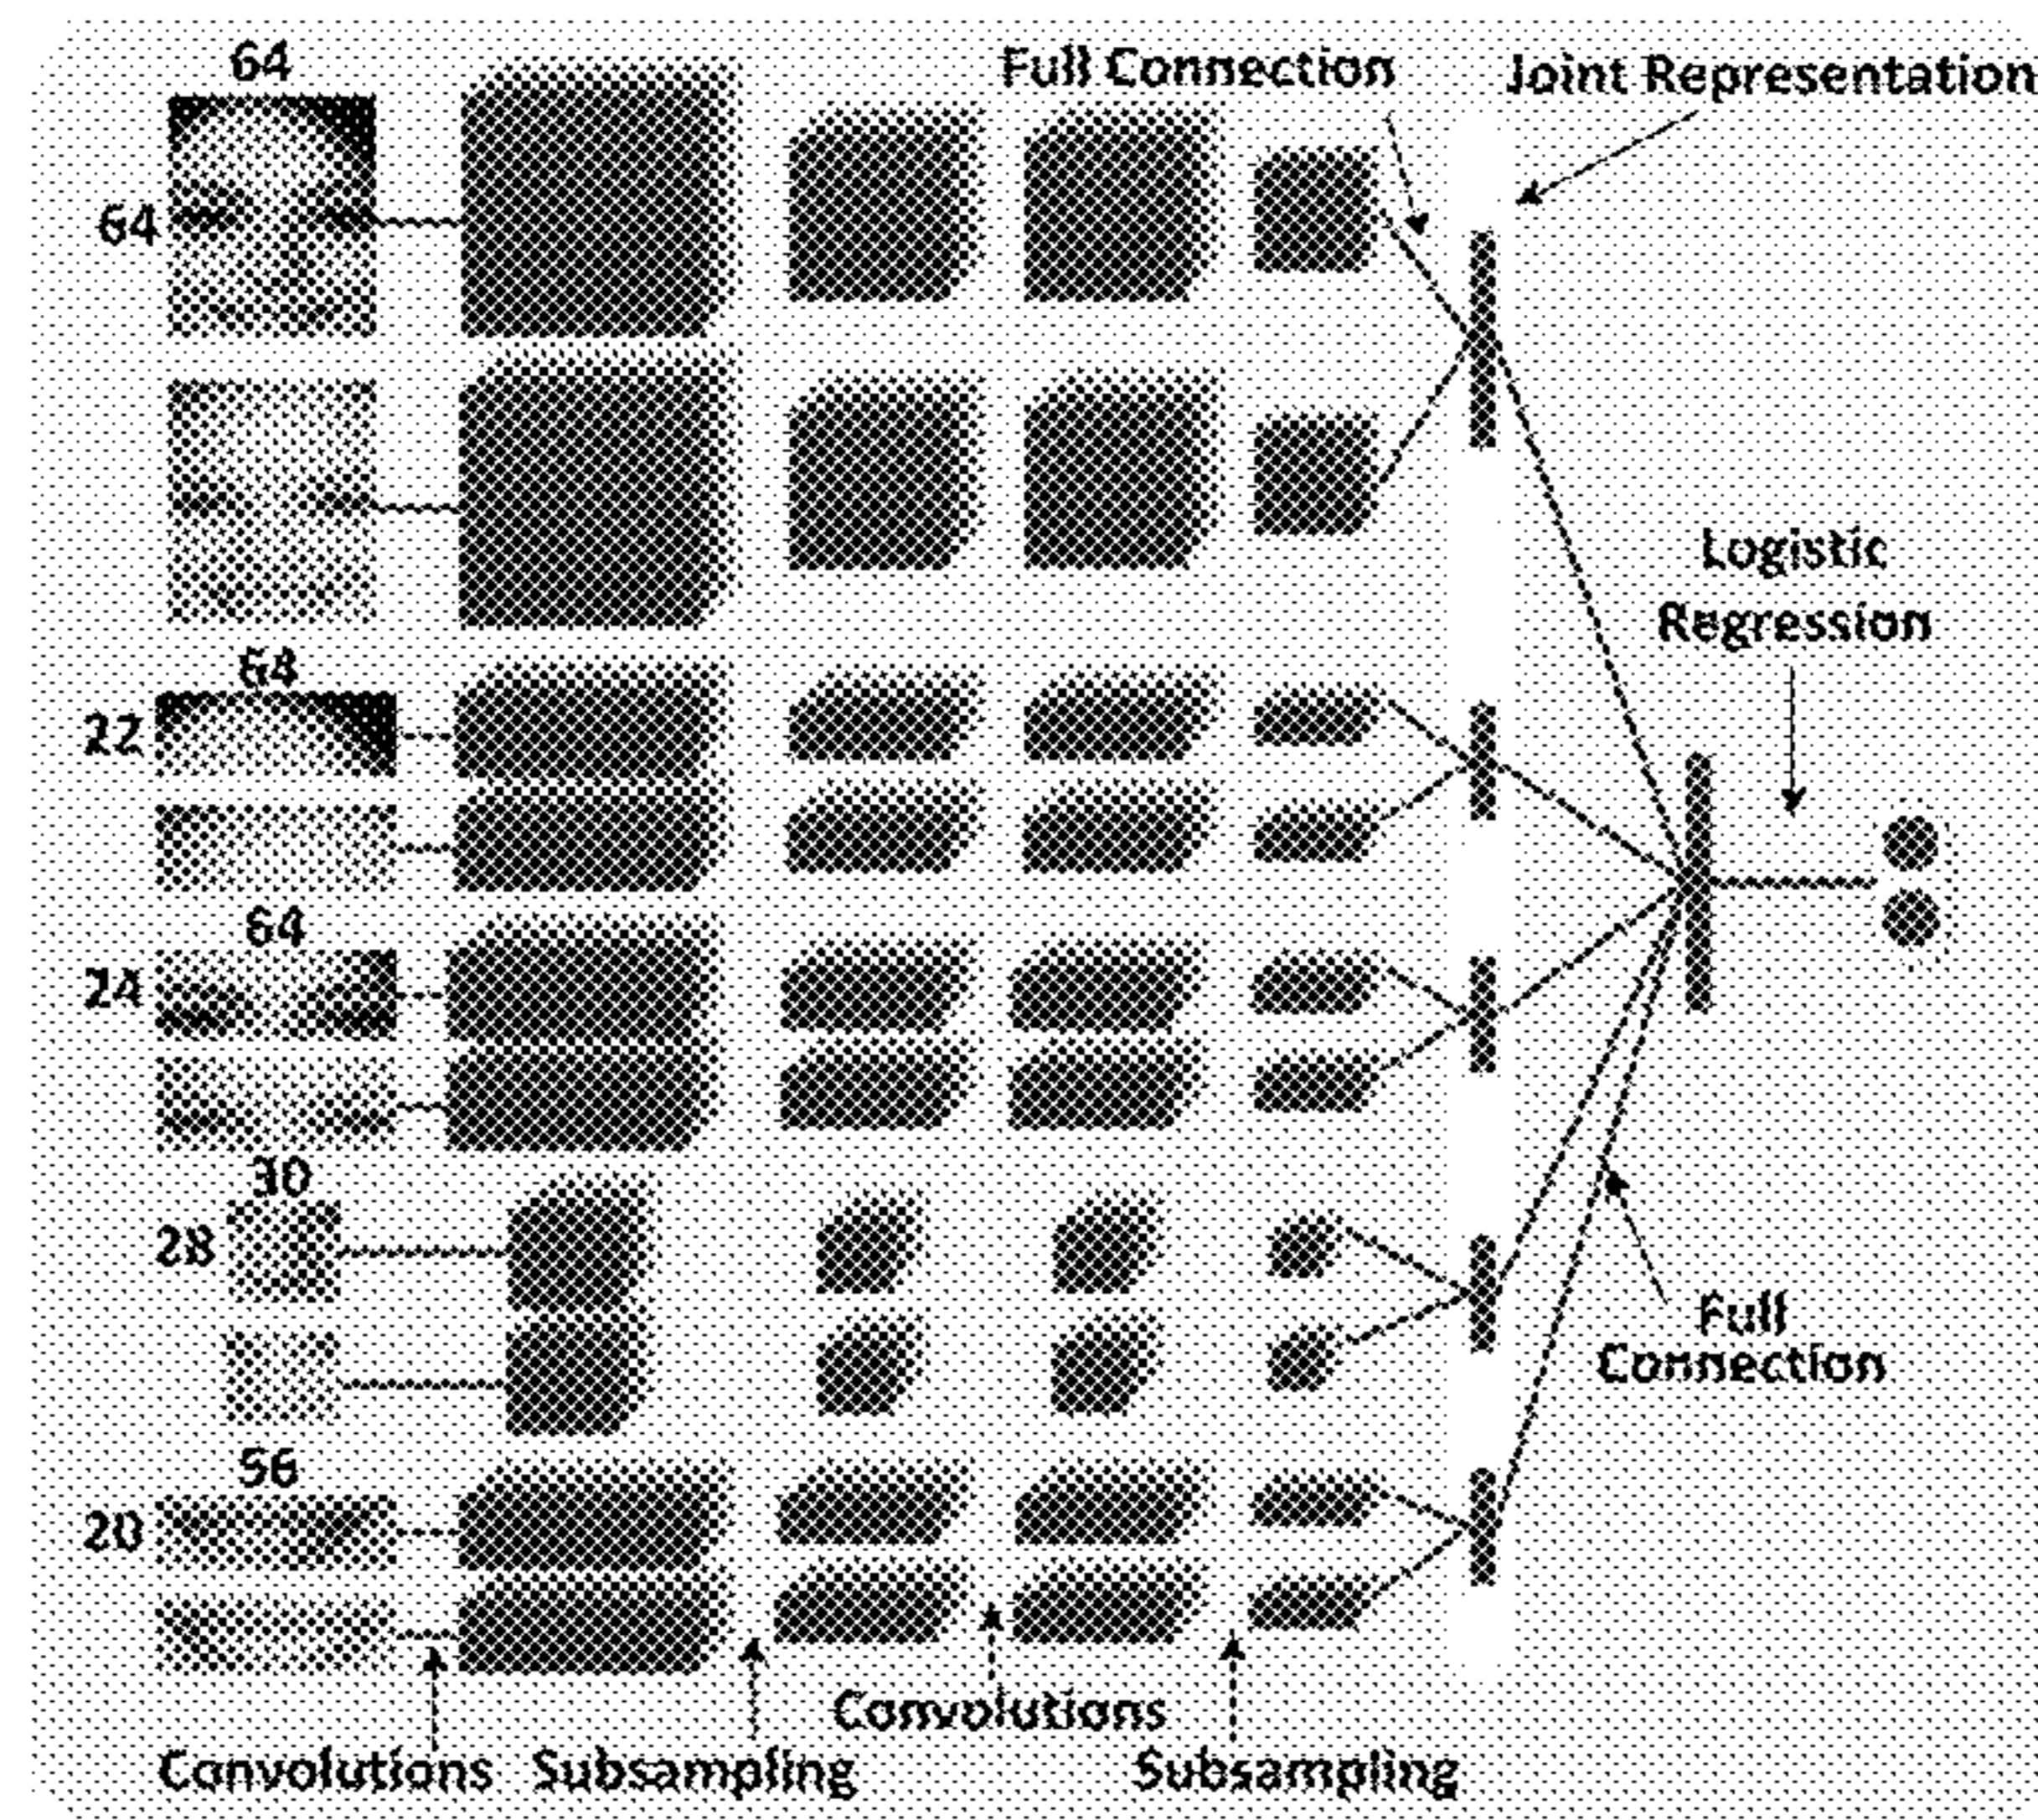 64
Full Connection
Joint Representation
64
Logistic
Regression
64
22
64
24
30
28
Full
Connection
56
20
Convolutions
Convolutions
Subsampling
Subsampling